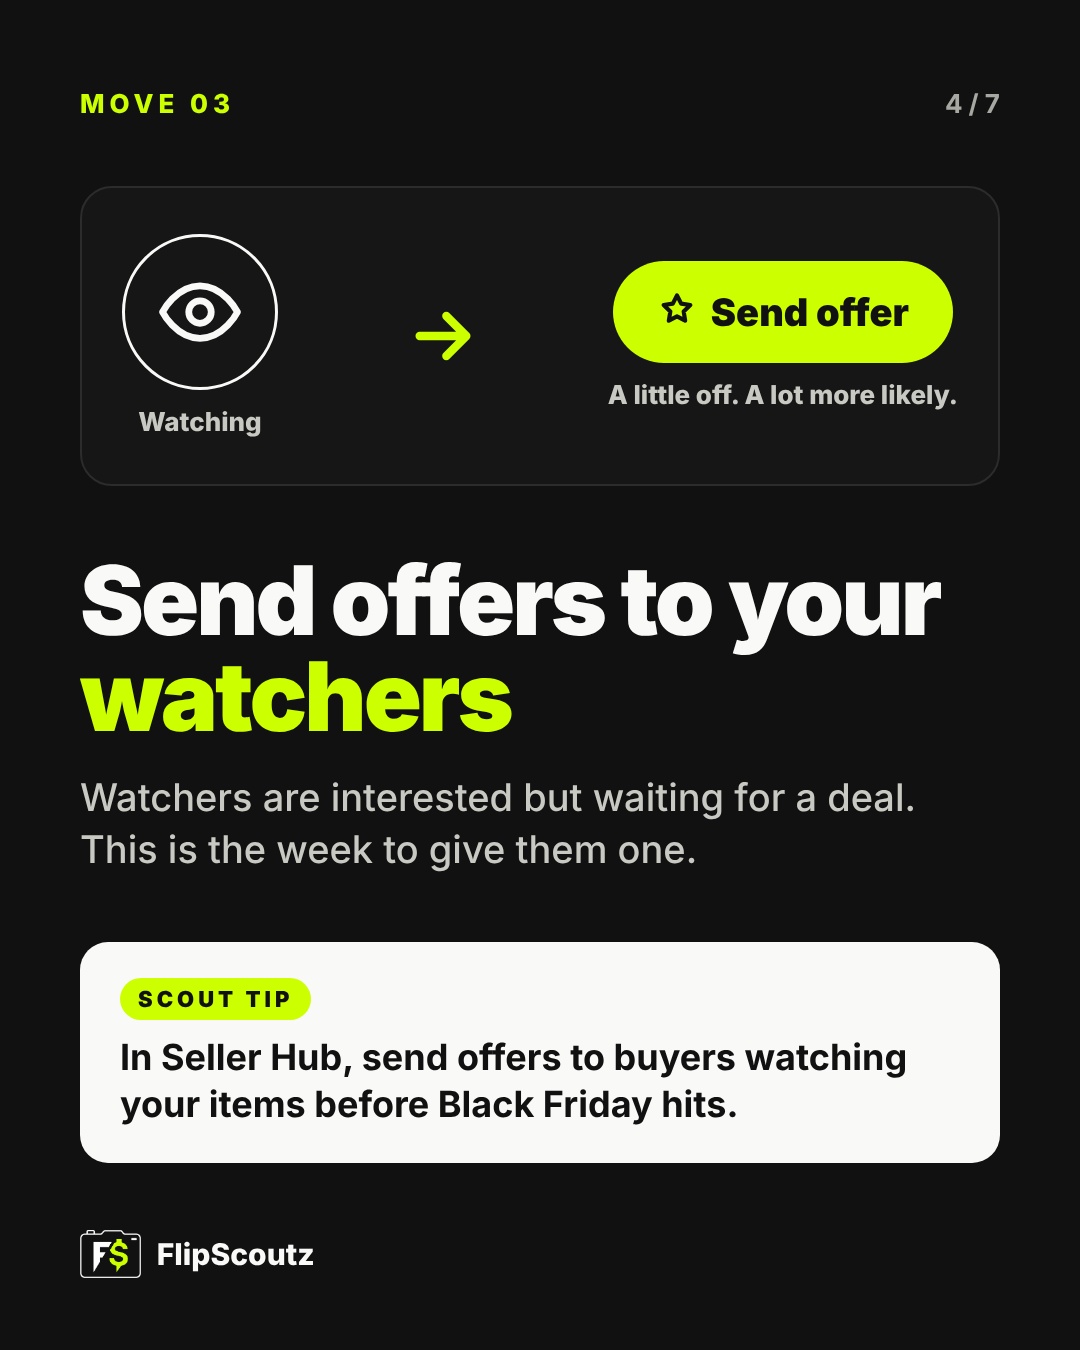 MOVE 03
4 / 7
Watching
Send offer
A little off. A lot more likely.
Send offers to your
watchers
Watchers are interested but waiting for a deal.
This is the week to give them one.
SCOUT TIP
In Seller Hub, send offers to buyers watching
your items before Black Friday hits.
F$ FlipScoutz